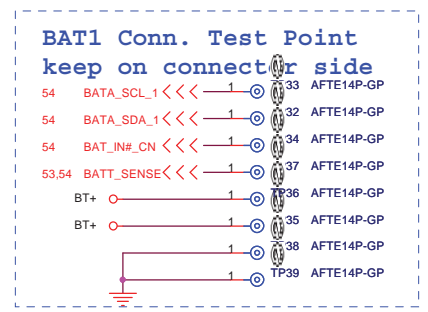 BAT1 Conn. Test Point
keep on connector side
54 BATA_SCL_1 1 33 AFTE14P-GP
54 BATA_SDA_1 1 32 AFTE14P-GP
54 BAT_IN#_CN 1 34 AFTE14P-GP
53,54 BATT_SENSE 1 37 AFTE14P-GP
BT+ 1 TP36 AFTE14P-GP
BT+ 1 35 AFTE14P-GP
1 38 AFTE14P-GP
1 TP39 AFTE14P-GP